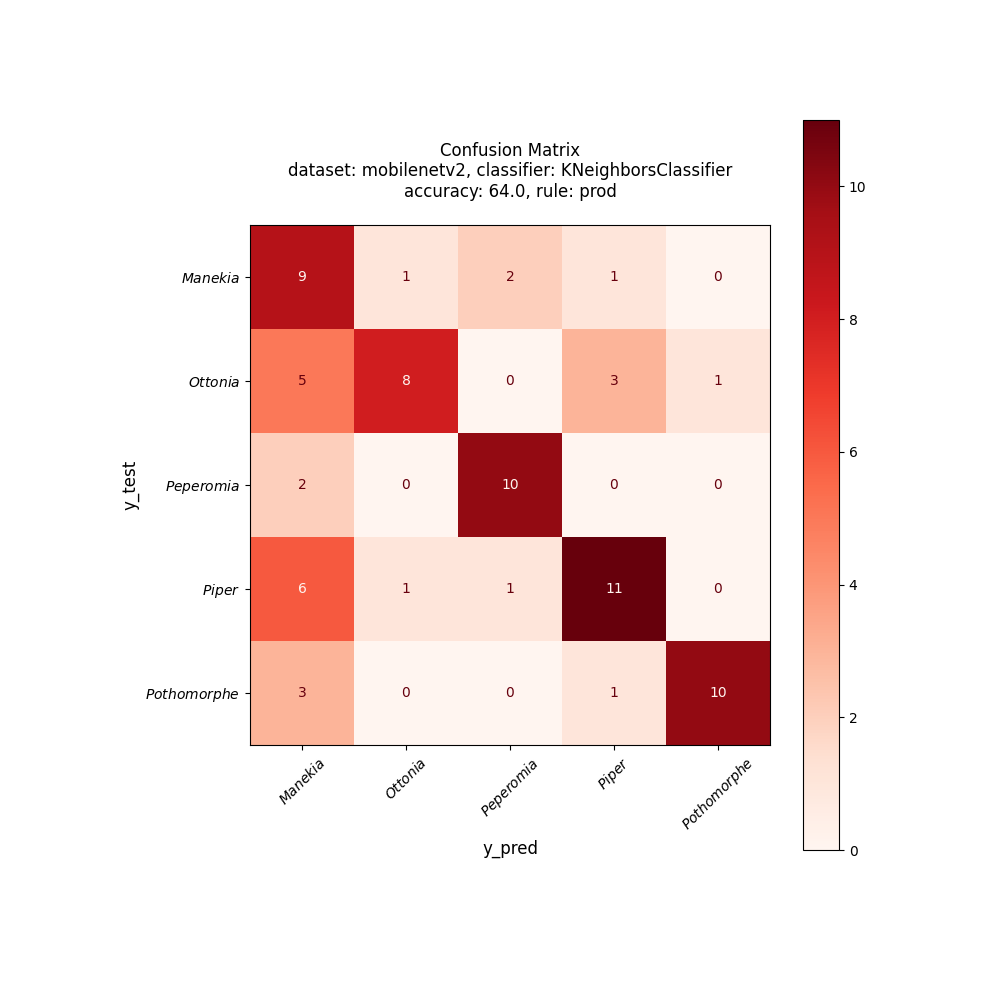 Confusion Matrix
dataset: mobilenetv2, classifier: KNeighborsClassifier
accuracy: 64.0, rule: prod
y_test
Manekia 9 1 2 1 0
Ottonia 5 8 0 3 1
Peperomia 2 0 10 0 0
Piper 6 1 1 11 0
Pothomorphe 3 0 0 1 10
Manekia Ottonia Peperomia Piper Pothomorphe
y_pred
10
8
6
4
2
0